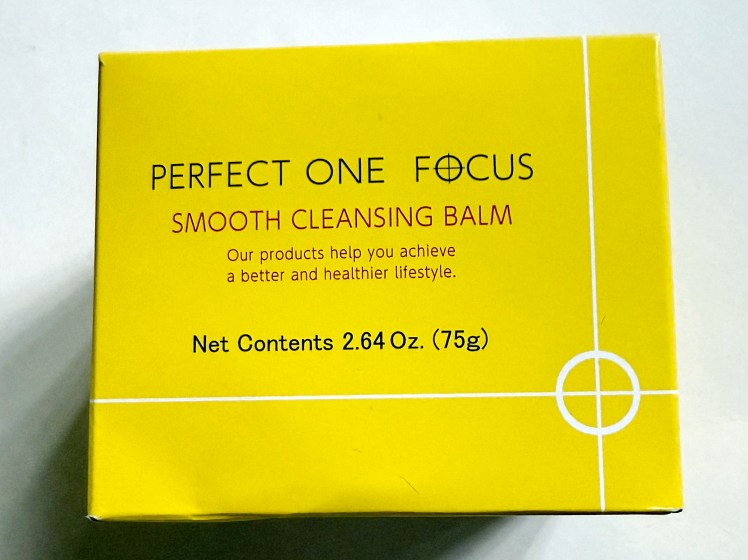 PERFECT ONE FOCUS
SMOOTH CLEANSING BALM
Our products help you achieve
a better and healthier lifestyle.
Net Contents 2.64 Oz. (75g)